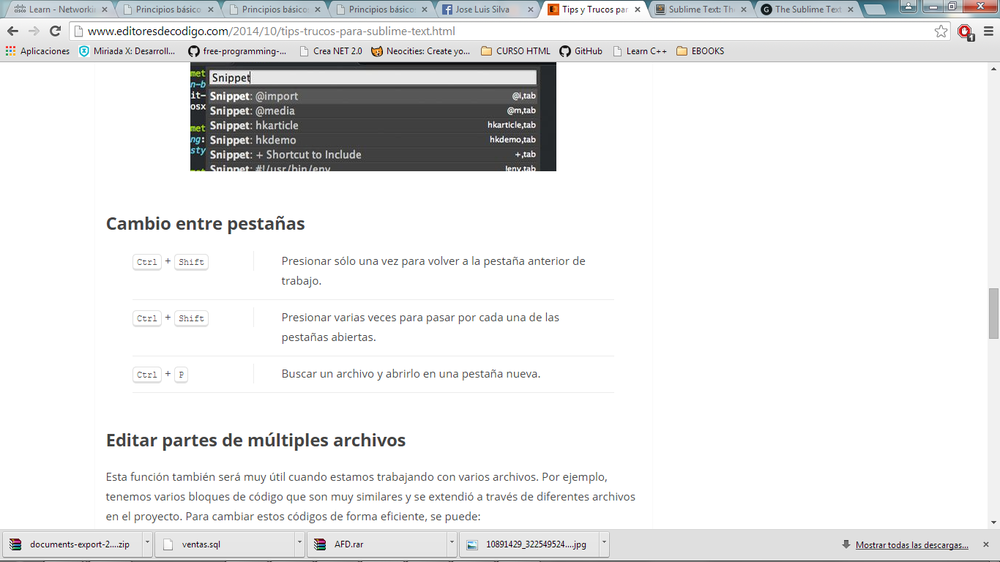 Learn - Networki
Principios básico
Principios básico
Principios básico
Jose Luis Silva
Tips y Trucos par
Sublime Text: The
The Sublime Text
www.editoresdecodigo.com/2014/10/tips-trucos-para-sublime-text.html
1
Aplicaciones
Miriada X: Desarroll...
free-programming-...
Crea NET 2.0
Neocities: Create yo...
CURSO HTML
GitHub
Learn C++
EBOOKS
Snippet
Snippet: @import @i,tab
Snippet: @media @m,tab
Snippet: hkarticle hkarticle,tab
Snippet: hkdemo hkdemo,tab
Snippet: + Shortcut to Include +,tab
Snippet: #!/usr/bin/env !env,tab
Cambio entre pestañas
Ctrl + Shift Presionar sólo una vez para volver a la pestaña anterior de
trabajo.
Ctrl + Shift Presionar varias veces para pasar por cada una de las
pestañas abiertas.
Ctrl + P Buscar un archivo y abrirlo en una pestaña nueva.
Editar partes de múltiples archivos
Esta función también será muy útil cuando estamos trabajando con varios archivos. Por ejemplo,
tenemos varios bloques de código que son muy similares y se extendió a través de diferentes archivos
en el proyecto. Para cambiar estos códigos de forma eficiente, se puede:
documents-export-2....zip
ventas.sql
AFD.rar
10891429_322549524....jpg
Mostrar todas las descargas...